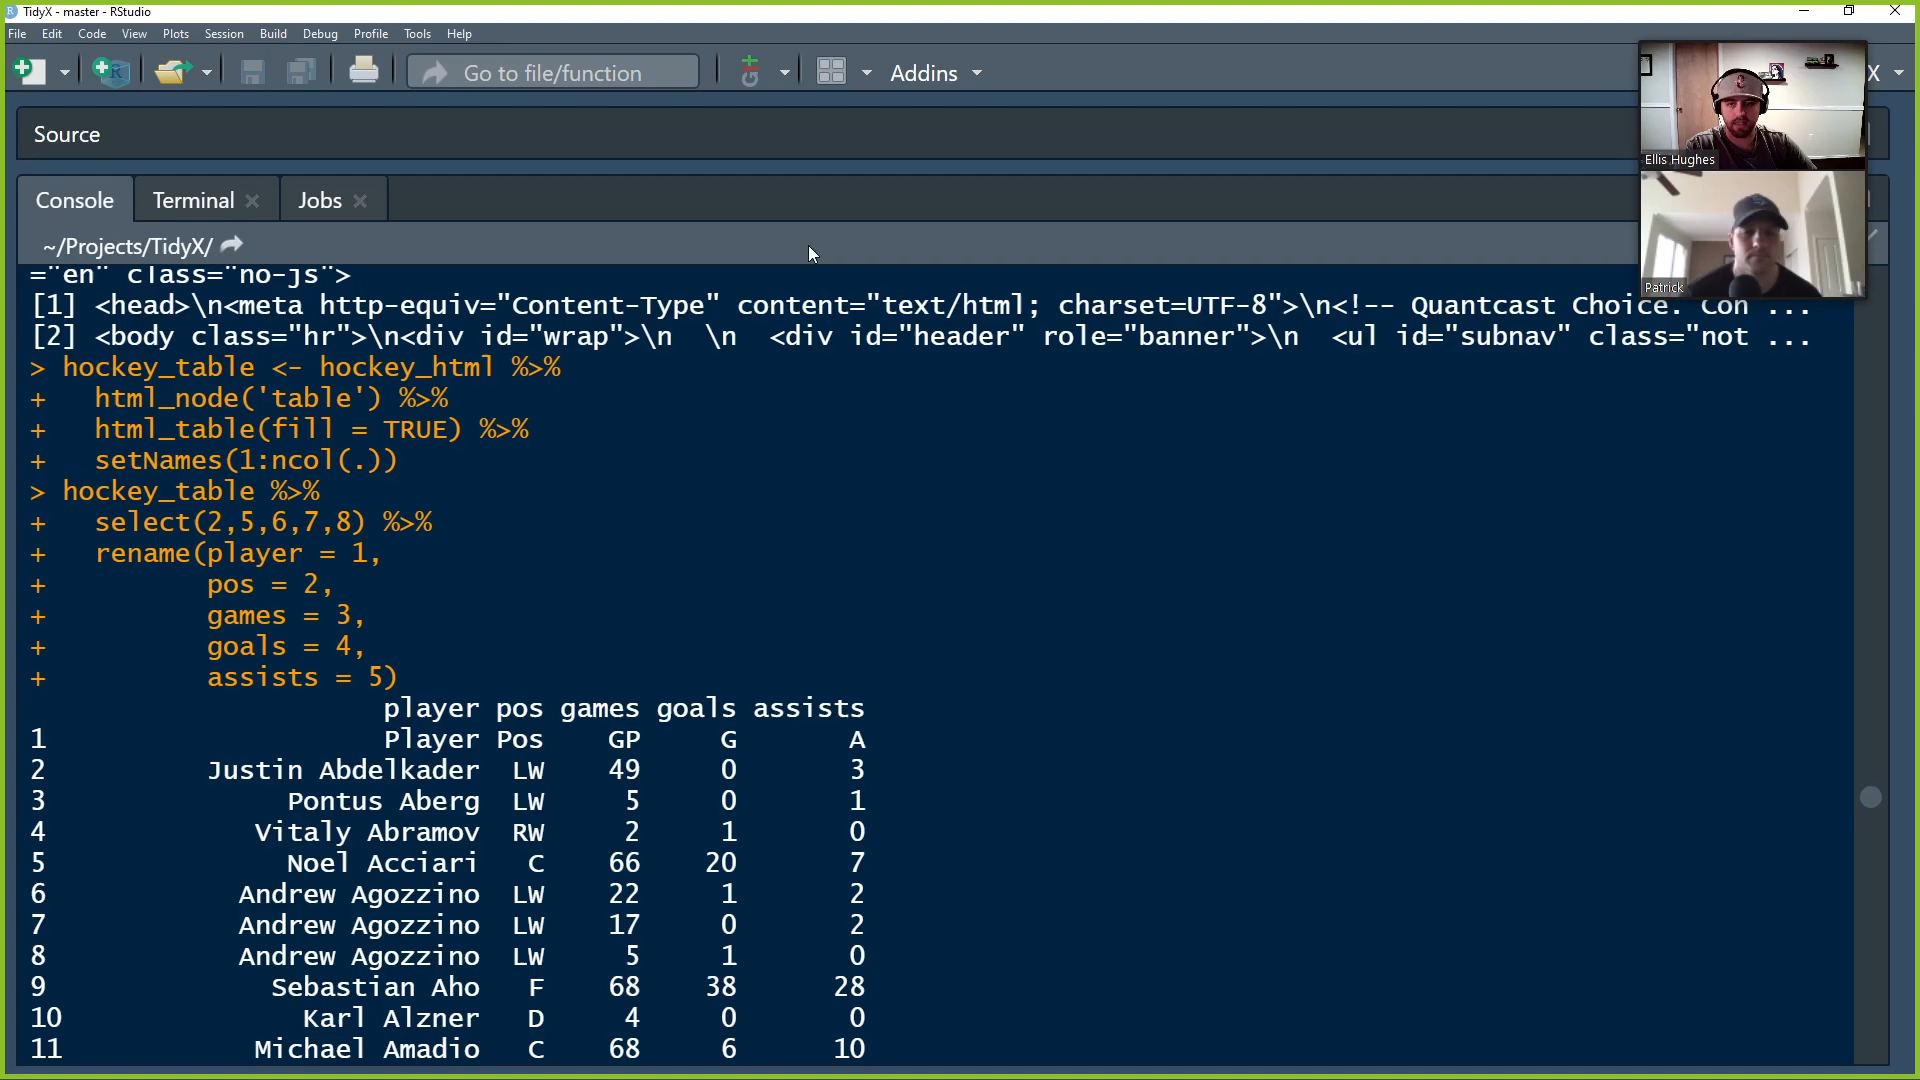 TidyX - master - RStudio
File Edit Code View Plots Session Build Debug Profile Tools Help
Go to file/function Addins X
Source
Ellis Hughes
Console Terminal Jobs
~/Projects/TidyX/
Patrick
="en" class="no-js">
[1] <head>\n<meta http-equiv="Content-Type" content="text/html; charset=UTF-8">\n<!-- Quantcast Choice. Con ...
[2] <body class="hr">\n<div id="wrap">\n  \n  <div id="header" role="banner">\n  <ul id="subnav" class="not ...
> hockey_table <- hockey_html %>%
+   html_node('table') %>%
+   html_table(fill = TRUE) %>%
+   setNames(1:ncol(.))
> hockey_table %>%
+   select(2,5,6,7,8) %>%
+   rename(player = 1,
+          pos = 2,
+          games = 3,
+          goals = 4,
+          assists = 5)
player pos games goals assists
1 Player Pos GP G A
2 Justin Abdelkader LW 49 0 3
3 Pontus Aberg LW 5 0 1
4 Vitaly Abramov RW 2 1 0
5 Noel Acciari C 66 20 7
6 Andrew Agozzino LW 22 1 2
7 Andrew Agozzino LW 17 0 2
8 Andrew Agozzino LW 5 1 0
9 Sebastian Aho F 68 38 28
10 Karl Alzner D 4 0 0
11 Michael Amadio C 68 6 10